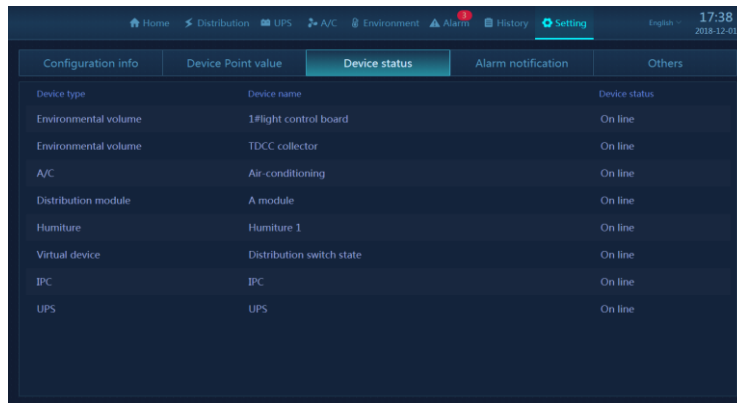 Home Distribution UPS A/C Environment Alarm 3 History Setting English 17:38
2018-12-01
Configuration info Device Point value Device status Alarm notification Others
Device type Device name Device status
Environmental volume 1#light control board On line
Environmental volume TDCC collector On line
A/C Air-conditioning On line
Distribution module A module On line
Humiture Humiture 1 On line
Virtual device Distribution switch state On line
IPC IPC On line
UPS UPS On line